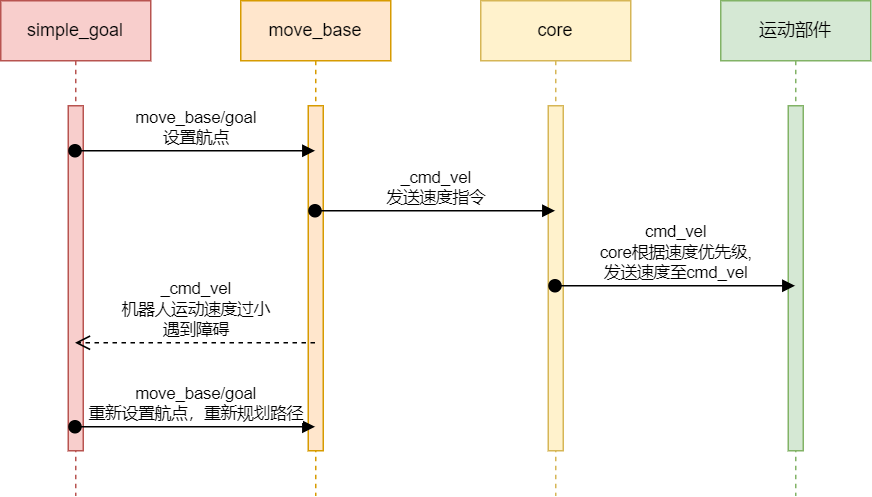 simple_goal
move_base
core
运动部件
move_base/goal
设置航点
_cmd_vel
发送速度指令
cmd_vel
core根据速度优先级,
发送速度至cmd_vel
_cmd_vel
机器人运动速度过小
遇到障碍
move_base/goal
重新设置航点，重新规划路径